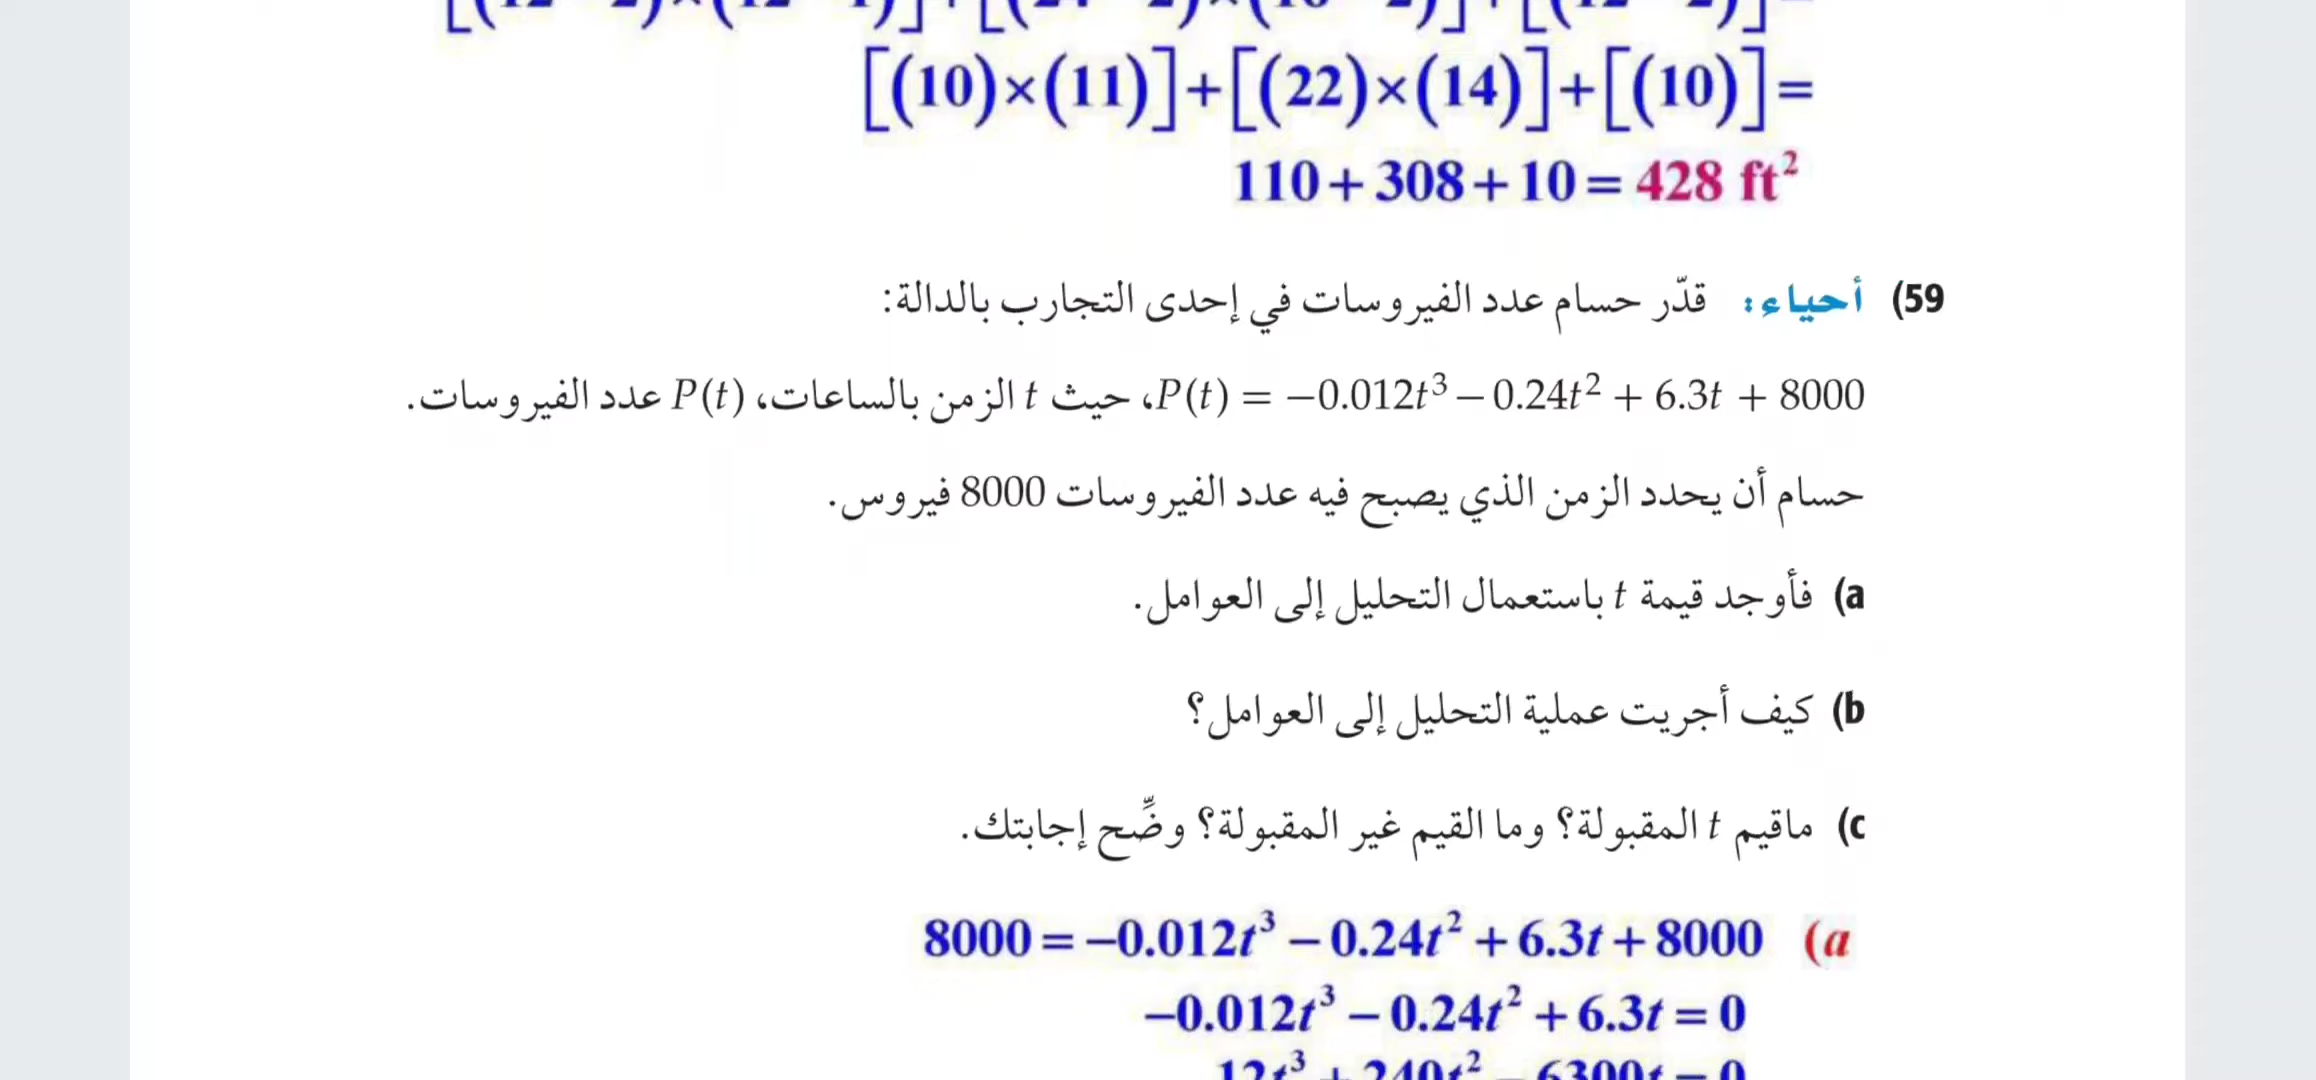 [(10)×(11)]+[(22)×(14)]+[(10)]=
110+308+10= 428 ft²
59) أحياء: قدّر حسام عدد الفيروسات في إحدى التجارب بالدالة:
P(t) = −0.012t³ − 0.24t² + 6.3t + 8000، حيث t الزمن بالساعات، P(t) عدد الفيروسات.
حسام أن يحدد الزمن الذي يصبح فيه عدد الفيروسات 8000 فيروس.
a) فأوجد قيمة t باستعمال التحليل إلى العوامل.
b) كيف أجريت عملية التحليل إلى العوامل؟
c) ماقيم t المقبولة؟ وما القيم غير المقبولة؟ وضِّح إجابتك.
a) 8000 = −0.012t³ − 0.24t² + 6.3t + 8000
−0.012t³ − 0.24t² + 6.3t = 0
12t³ + 240t² − 6300t = 0